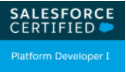 SALESFORCE
CERTIFIED
Platform Developer I